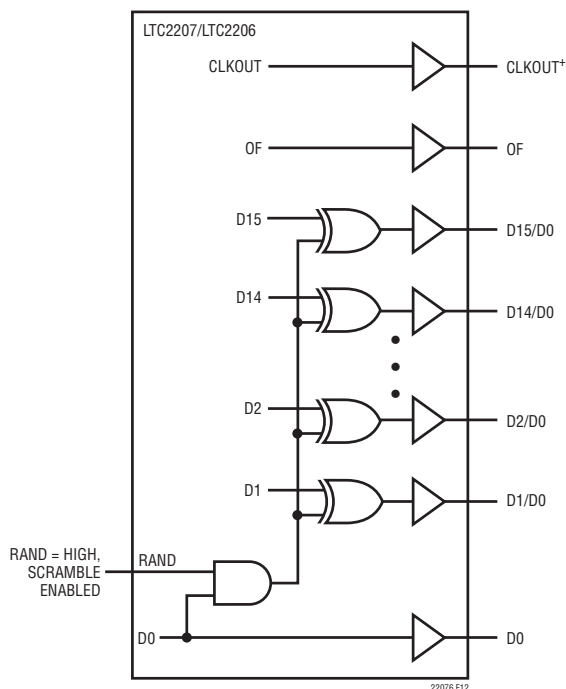 LTC2207/LTC2206
CLKOUT
CLKOUT+
OF
OF
D15
D15/D0
D14
D14/D0
D2
D2/D0
D1
D1/D0
RAND = HIGH,
SCRAMBLE
ENABLED
RAND
D0
D0
22076 F12